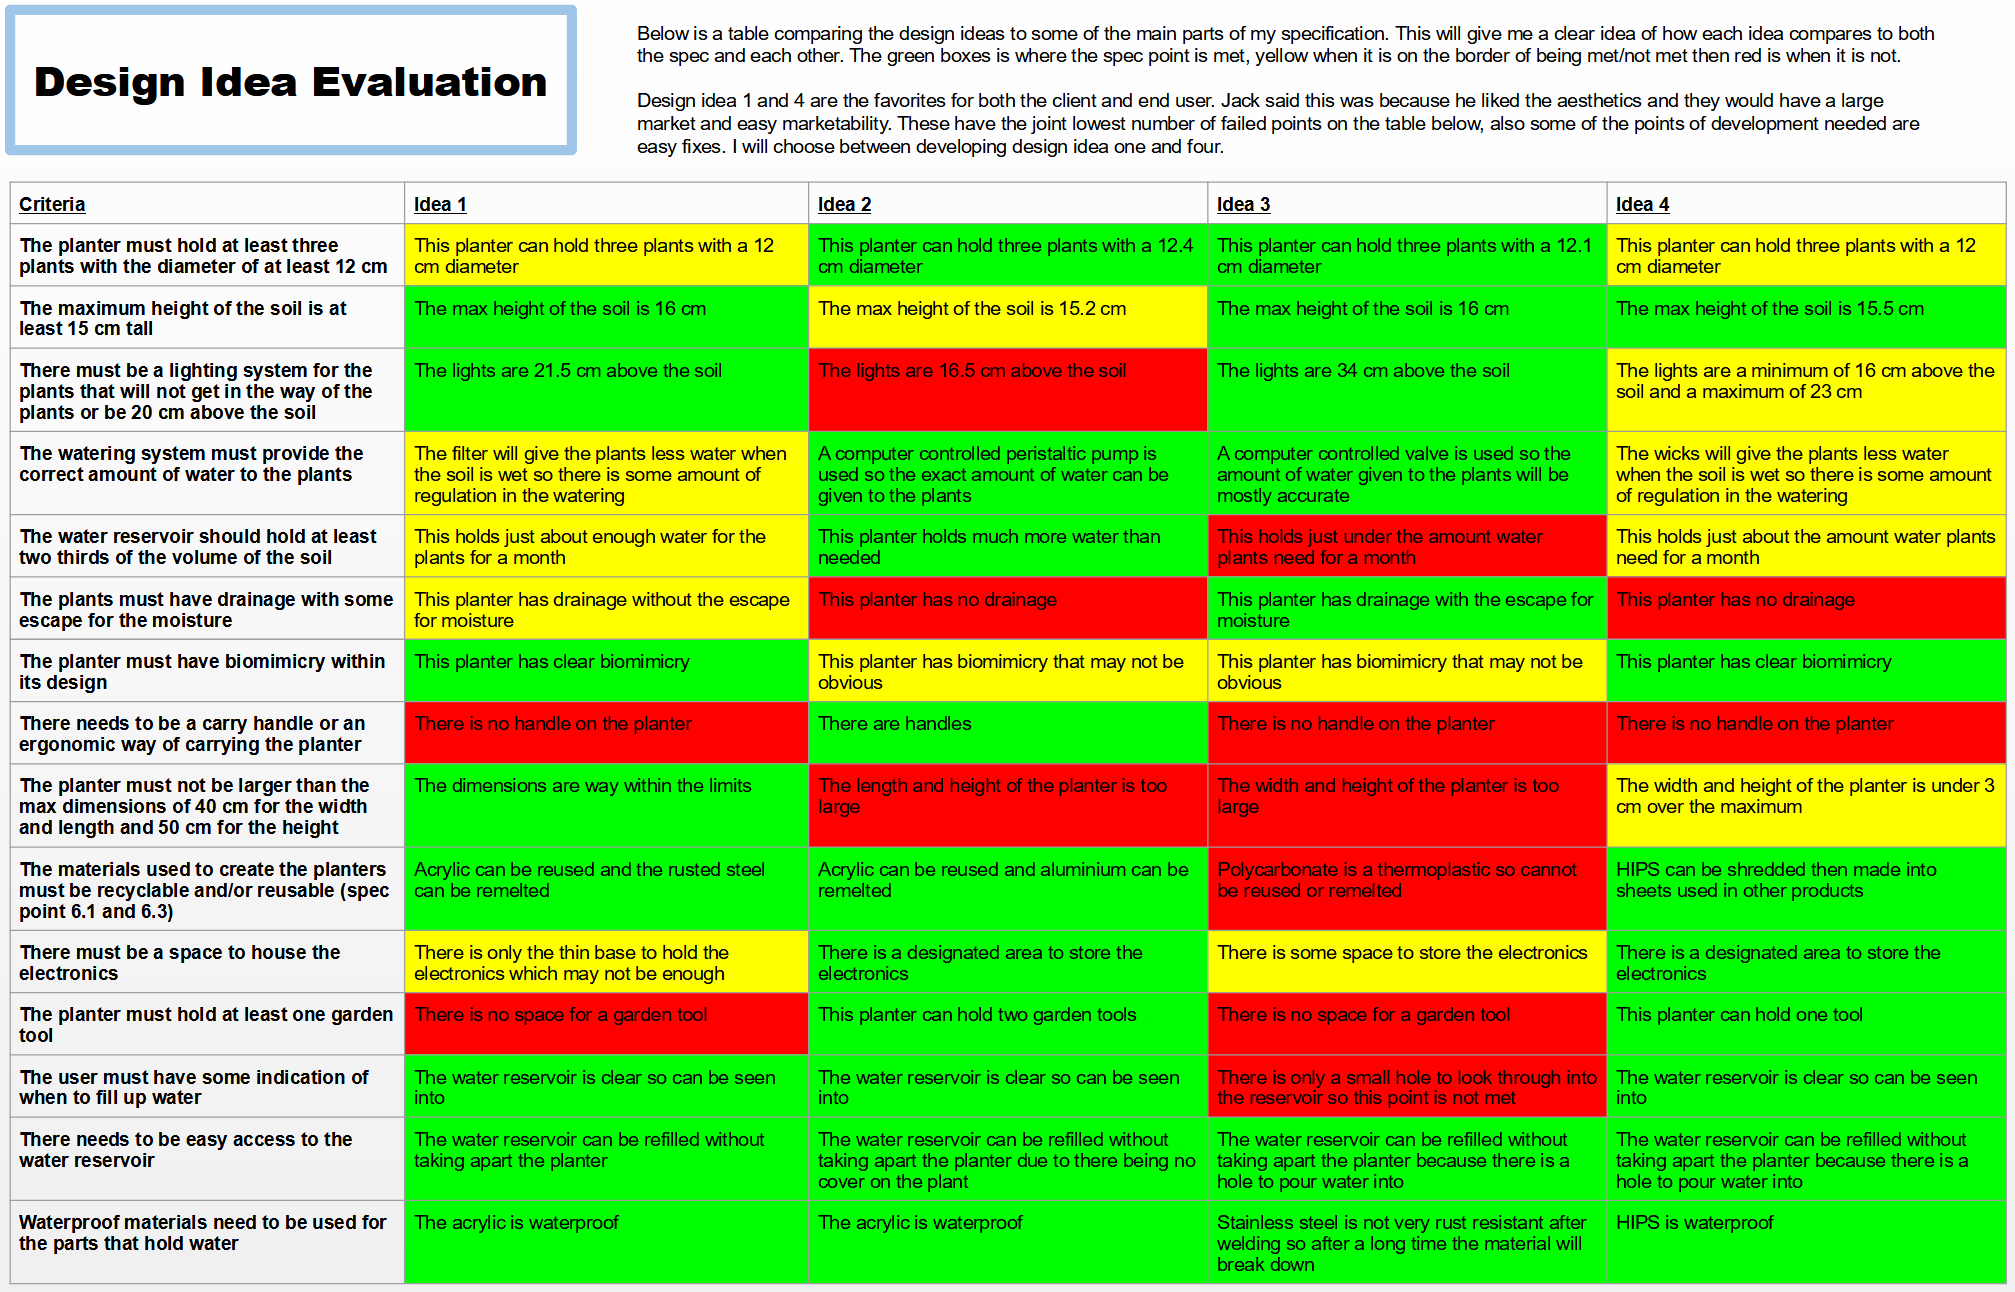 Design Idea Evaluation
Below is a table comparing the design ideas to some of the main parts of my specification. This will give me a clear idea of how each idea compares to both
the spec and each other. The green boxes is where the spec point is met, yellow when it is on the border of being met/not met then red is when it is not.
Design idea 1 and 4 are the favorites for both the client and end user. Jack said this was because he liked the aesthetics and they would have a large
market and easy marketability. These have the joint lowest number of failed points on the table below, also some of the points of development needed are
easy fixes. I will choose between developing design idea one and four.
Criteria
Idea 1
Idea 2
Idea 3
Idea 4
The planter must hold at least three
plants with the diameter of at least 12 cm
This planter can hold three plants with a 12
cm diameter
This planter can hold three plants with a 12.4
cm diameter
This planter can hold three plants with a 12.1
cm diameter
This planter can hold three plants with a 12
cm diameter
The maximum height of the soil is at
least 15 cm tall
The max height of the soil is 16 cm
The max height of the soil is 15.2 cm
The max height of the soil is 16 cm
The max height of the soil is 15.5 cm
There must be a lighting system for the
plants that will not get in the way of the
plants or be 20 cm above the soil
The lights are 21.5 cm above the soil
The lights are 16.5 cm above the soil
The lights are 34 cm above the soil
The lights are a minimum of 16 cm above the
soil and a maximum of 23 cm
The watering system must provide the
correct amount of water to the plants
The filter will give the plants less water when
the soil is wet so there is some amount of
regulation in the watering
A computer controlled peristaltic pump is
used so the exact amount of water can be
given to the plants
A computer controlled valve is used so the
amount of water given to the plants will be
mostly accurate
The wicks will give the plants less water
when the soil is wet so there is some amount
of regulation in the watering
The water reservoir should hold at least
two thirds of the volume of the soil
This holds just about enough water for the
plants for a month
This planter holds much more water than
needed
This holds just under the amount water
plants need for a month
This holds just about the amount water plants
need for a month
The plants must have drainage with some
escape for the moisture
This planter has drainage without the escape
for moisture
This planter has no drainage
This planter has drainage with the escape for
moisture
This planter has no drainage
The planter must have biomimicry within
its design
This planter has clear biomimicry
This planter has biomimicry that may not be
obvious
This planter has biomimicry that may not be
obvious
This planter has clear biomimicry
There needs to be a carry handle or an
ergonomic way of carrying the planter
There is no handle on the planter
There are handles
There is no handle on the planter
There is no handle on the planter
The planter must not be larger than the
max dimensions of 40 cm for the width
and length and 50 cm for the height
The dimensions are way within the limits
The length and height of the planter is too
large
The width and height of the planter is too
large
The width and height of the planter is under 3
cm over the maximum
The materials used to create the planters
must be recyclable and/or reusable (spec
point 6.1 and 6.3)
Acrylic can be reused and the rusted steel
can be remelted
Acrylic can be reused and aluminium can be
remelted
Polycarbonate is a thermoplastic so cannot
be reused or remelted
HIPS can be shredded then made into
sheets used in other products
There must be a space to house the
electronics
There is only the thin base to hold the
electronics which may not be enough
There is a designated area to store the
electronics
There is some space to store the electronics
There is a designated area to store the
electronics
The planter must hold at least one garden
tool
There is no space for a garden tool
This planter can hold two garden tools
There is no space for a garden tool
This planter can hold one tool
The user must have some indication of
when to fill up water
The water reservoir is clear so can be seen
into
The water reservoir is clear so can be seen
into
There is only a small hole to look through into
the reservoir so this point is not met
The water reservoir is clear so can be seen
into
There needs to be easy access to the
water reservoir
The water reservoir can be refilled without
taking apart the planter
The water reservoir can be refilled without
taking apart the planter due to there being no
cover on the plant
The water reservoir can be refilled without
taking apart the planter because there is a
hole to pour water into
The water reservoir can be refilled without
taking apart the planter because there is a
hole to pour water into
Waterproof materials need to be used for
the parts that hold water
The acrylic is waterproof
The acrylic is waterproof
Stainless steel is not very rust resistant after
welding so after a long time the material will
break down
HIPS is waterproof